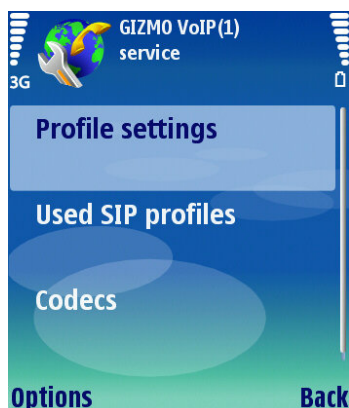 GIZMO VoIP(1)
service
3G
Profile settings
Used SIP profiles
Codecs
Options Back